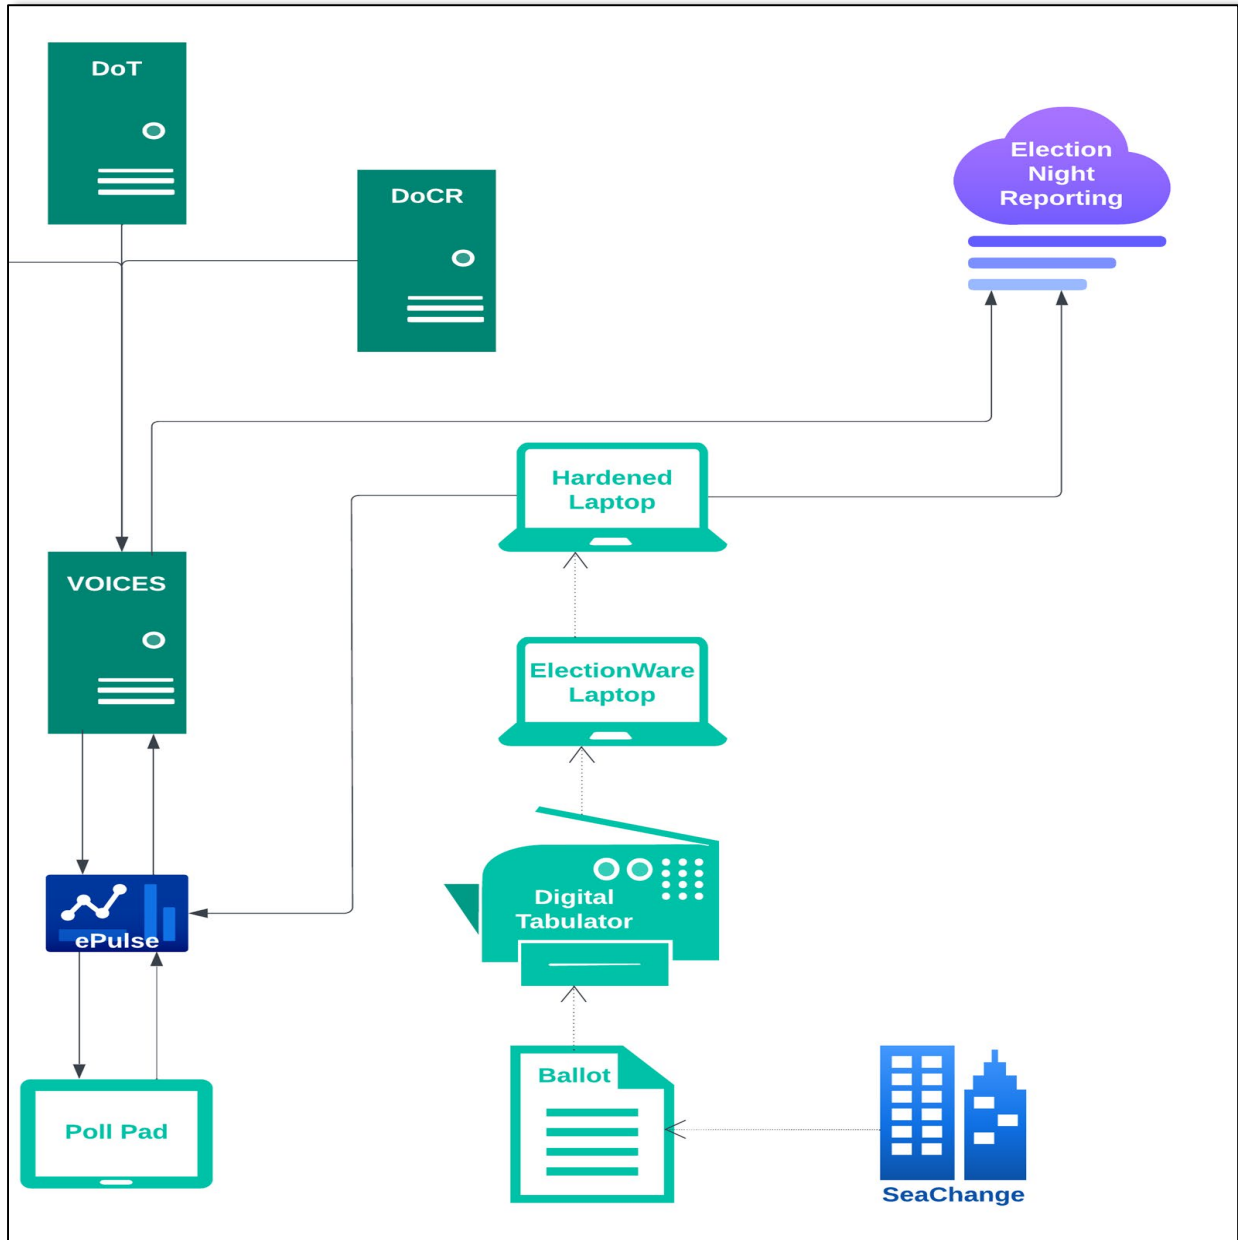 DoT
DoCR
Election
Night
Reporting
Hardened
Laptop
VOICES
ElectionWare
Laptop
Digital
Tabulator
ePulse
Ballot
Poll Pad
SeaChange